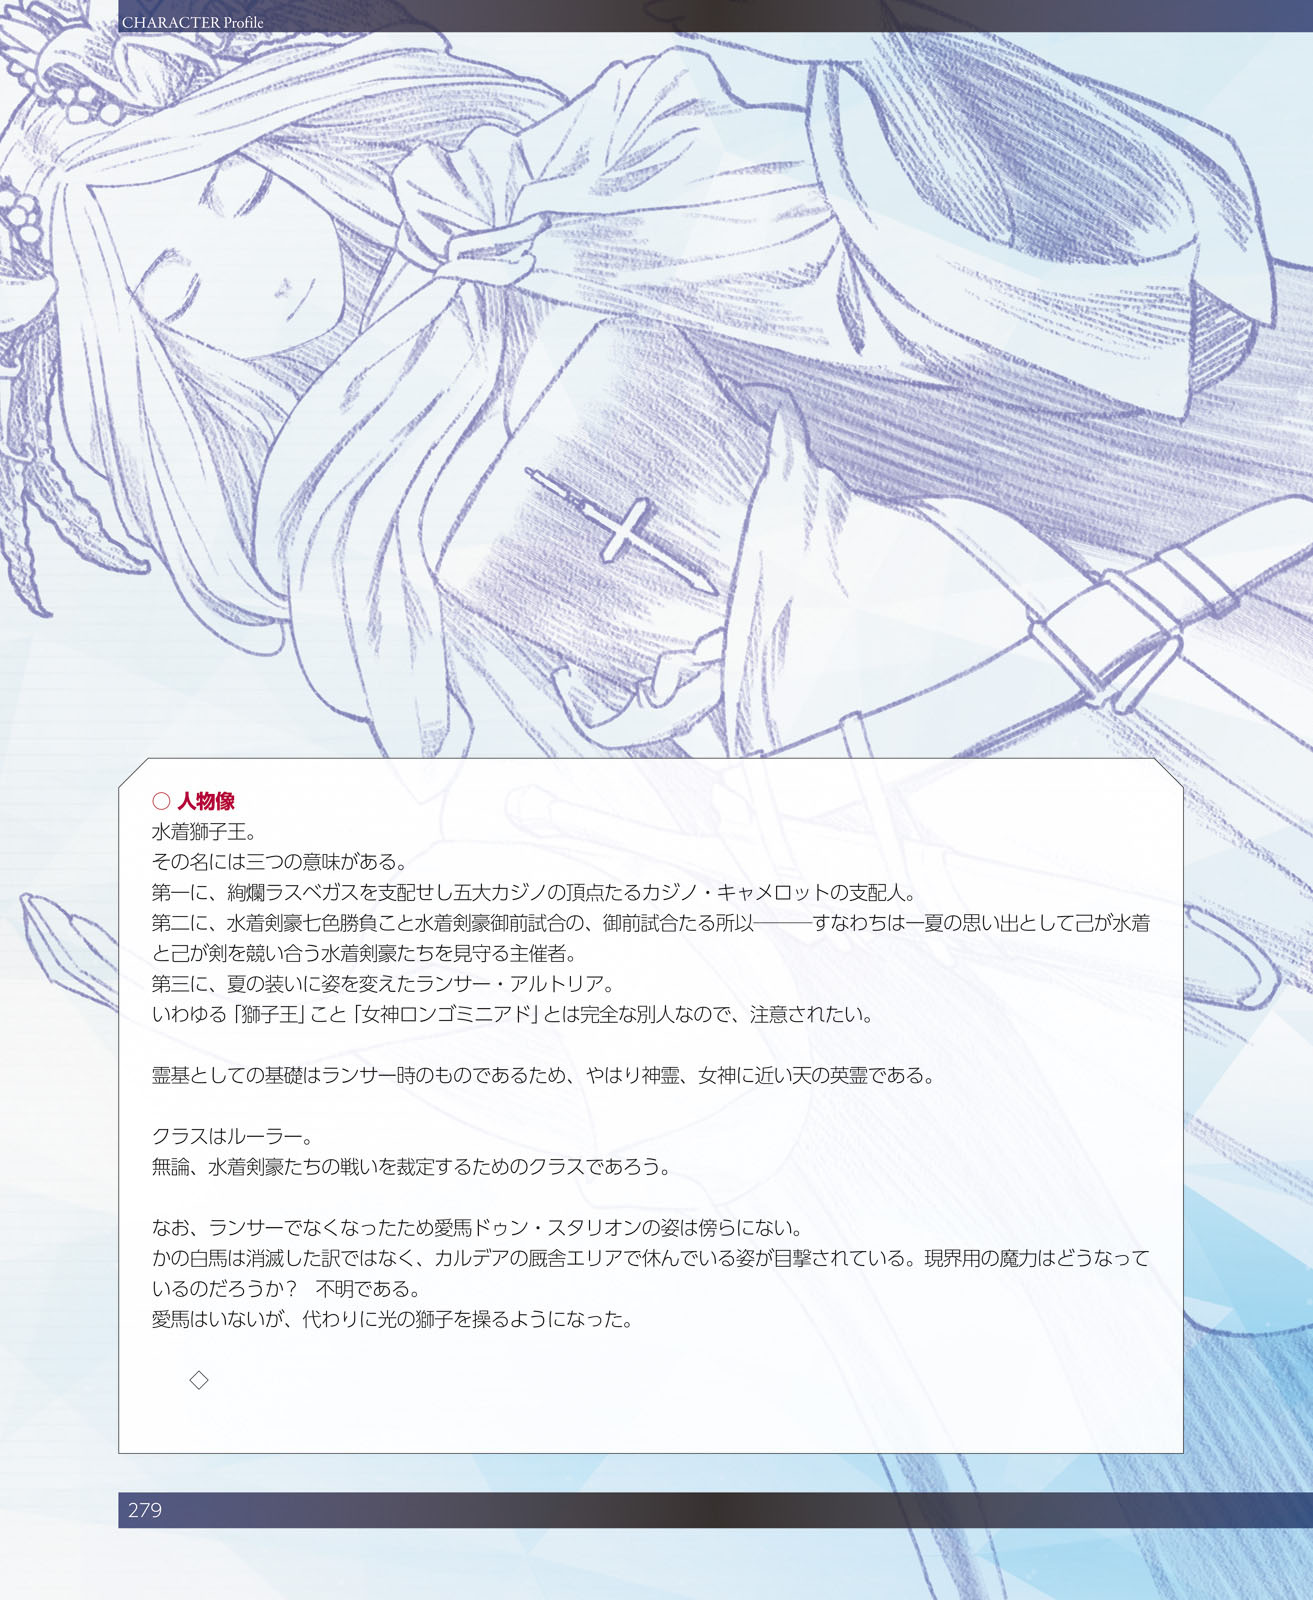 CHARACTER Profile
○ 人物像
水着獅子王。
その名には三つの意味がある。
第一に、絢爛ラスベガスを支配せし五大カジノの頂点たるカジノ・キャメロットの支配人。
第二に、水着剣豪七色勝負こと水着剣豪御前試合の、御前試合たる所以―――すなわちは一夏の思い出として己が水着
と己が剣を競い合う水着剣豪たちを見守る主催者。
第三に、夏の装いに姿を変えたランサー・アルトリア。
いわゆる「獅子王」こと「女神ロンゴミニアド」とは完全な別人なので、注意されたい。
霊基としての基礎はランサー時のものであるため、やはり神霊、女神に近い天の英霊である。
クラスはルーラー。
無論、水着剣豪たちの戦いを裁定するためのクラスであろう。
なお、ランサーでなくなったため愛馬ドゥン・スタリオンの姿は傍らにない。
かの白馬は消滅した訳ではなく、カルデアの厩舎エリアで休んでいる姿が目撃されている。現界用の魔力はどうなって
いるのだろうか？　不明である。
愛馬はいないが、代わりに光の獅子を操るようになった。
◇
279